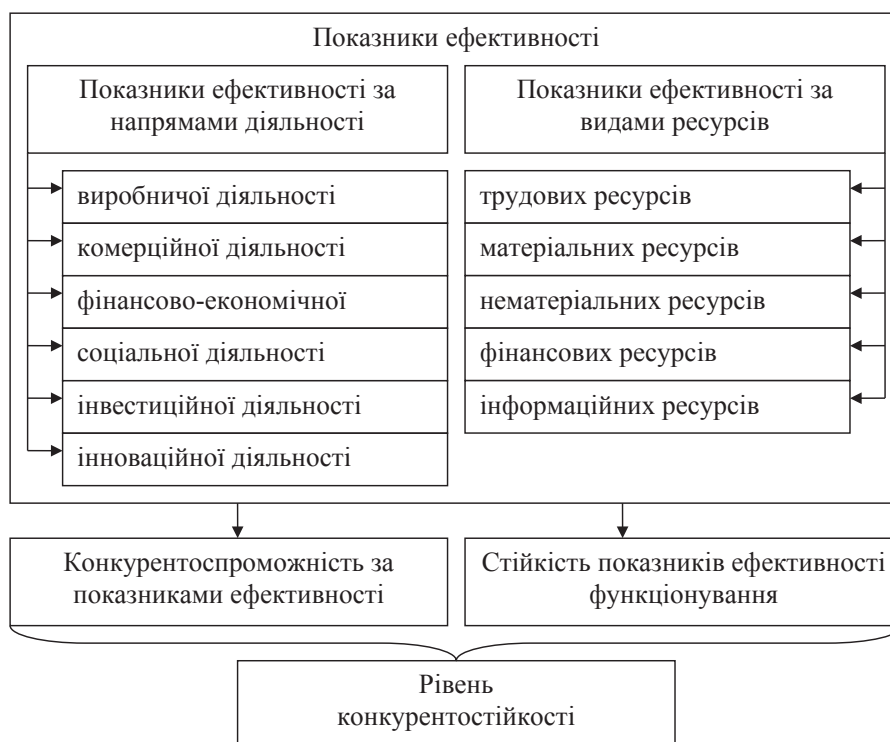 Показники ефективності
Показники ефективності за
напрямами діяльності
виробничої діяльності
комерційної діяльності
фінансово-економічної
соціальної діяльності
інвестиційної діяльності
інноваційної діяльності
Показники ефективності за
видами ресурсів
трудових ресурсів
матеріальних ресурсів
нематеріальних ресурсів
фінансових ресурсів
інформаційних ресурсів
Конкурентоспроможність за
показниками ефективності
Стійкість показників ефективності
функціонування
Рівень
конкурентостійкості